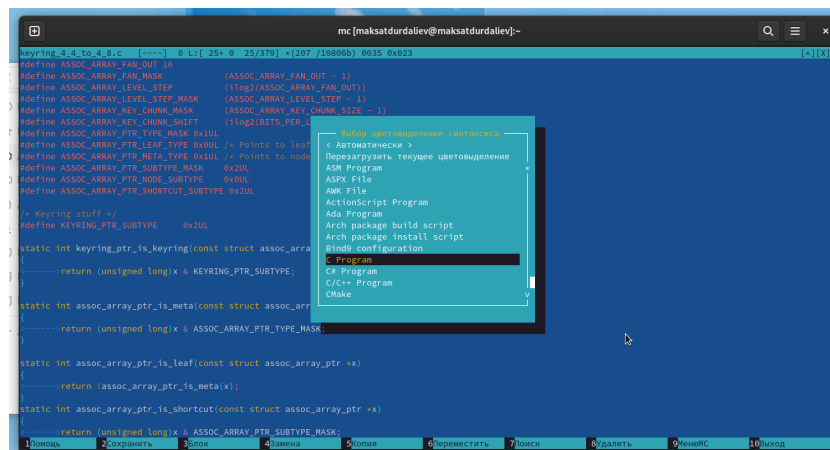 mc [maksatdurdaliev@maksatdurdaliev]:~
keyring_4_4_to_4_8.c [----] 0 L:[ 25+ 0 25/379] *(207 /10806b) 0035 0x023 [*][X]
#define ASSOC_ARRAY_FAN_OUT 16
#define ASSOC_ARRAY_FAN_MASK (ASSOC_ARRAY_FAN_OUT - 1)
#define ASSOC_ARRAY_LEVEL_STEP (ilog2(ASSOC_ARRAY_FAN_OUT))
#define ASSOC_ARRAY_LEVEL_STEP_MASK (ASSOC_ARRAY_LEVEL_STEP - 1)
#define ASSOC_ARRAY_KEY_CHUNK_MASK (ASSOC_ARRAY_KEY_CHUNK_SIZE - 1)
#define ASSOC_ARRAY_KEY_CHUNK_SHIFT (ilog2(BITS_PER_L
#define ASSOC_ARRAY_PTR_TYPE_MASK 0x1UL
#define ASSOC_ARRAY_PTR_LEAF_TYPE 0x0UL /* Points to leaf
#define ASSOC_ARRAY_PTR_META_TYPE 0x1UL /* Points to node
#define ASSOC_ARRAY_PTR_SUBTYPE_MASK 0x2UL
#define ASSOC_ARRAY_PTR_NODE_SUBTYPE 0x0UL
#define ASSOC_ARRAY_PTR_SHORTCUT_SUBTYPE 0x2UL
/* Keyring stuff */
#define KEYRING_PTR_SUBTYPE 0x2UL
static int keyring_ptr_is_keyring(const struct assoc_arra
{
<------>return (unsigned long)x & KEYRING_PTR_SUBTYPE;
}
static int assoc_array_ptr_is_meta(const struct assoc_arr
{
<------>return (unsigned long)x & ASSOC_ARRAY_PTR_TYPE_MASK;
}
static int assoc_array_ptr_is_leaf(const struct assoc_array_ptr *x)
{
<------>return !assoc_array_ptr_is_meta(x);
}
static int assoc_array_ptr_is_shortcut(const struct assoc_array_ptr *x)
{
<------>return (unsigned long)x & ASSOC_ARRAY_PTR_SUBTYPE_MASK;
Выбор цветовыделения синтаксиса
< Автоматически >
Перезагрузить текущее цветовыделение
ASM Program
ASPX File
AWK File
ActionScript Program
Ada Program
Arch package build script
Arch package install script
Bind9 configuration
C Program
C# Program
C/C++ Program
CMake
1Помощь 2Сохранить 3Блок 4Замена 5Копия 6Переместить 7Поиск 8Удалить 9МенюMC 10Выход